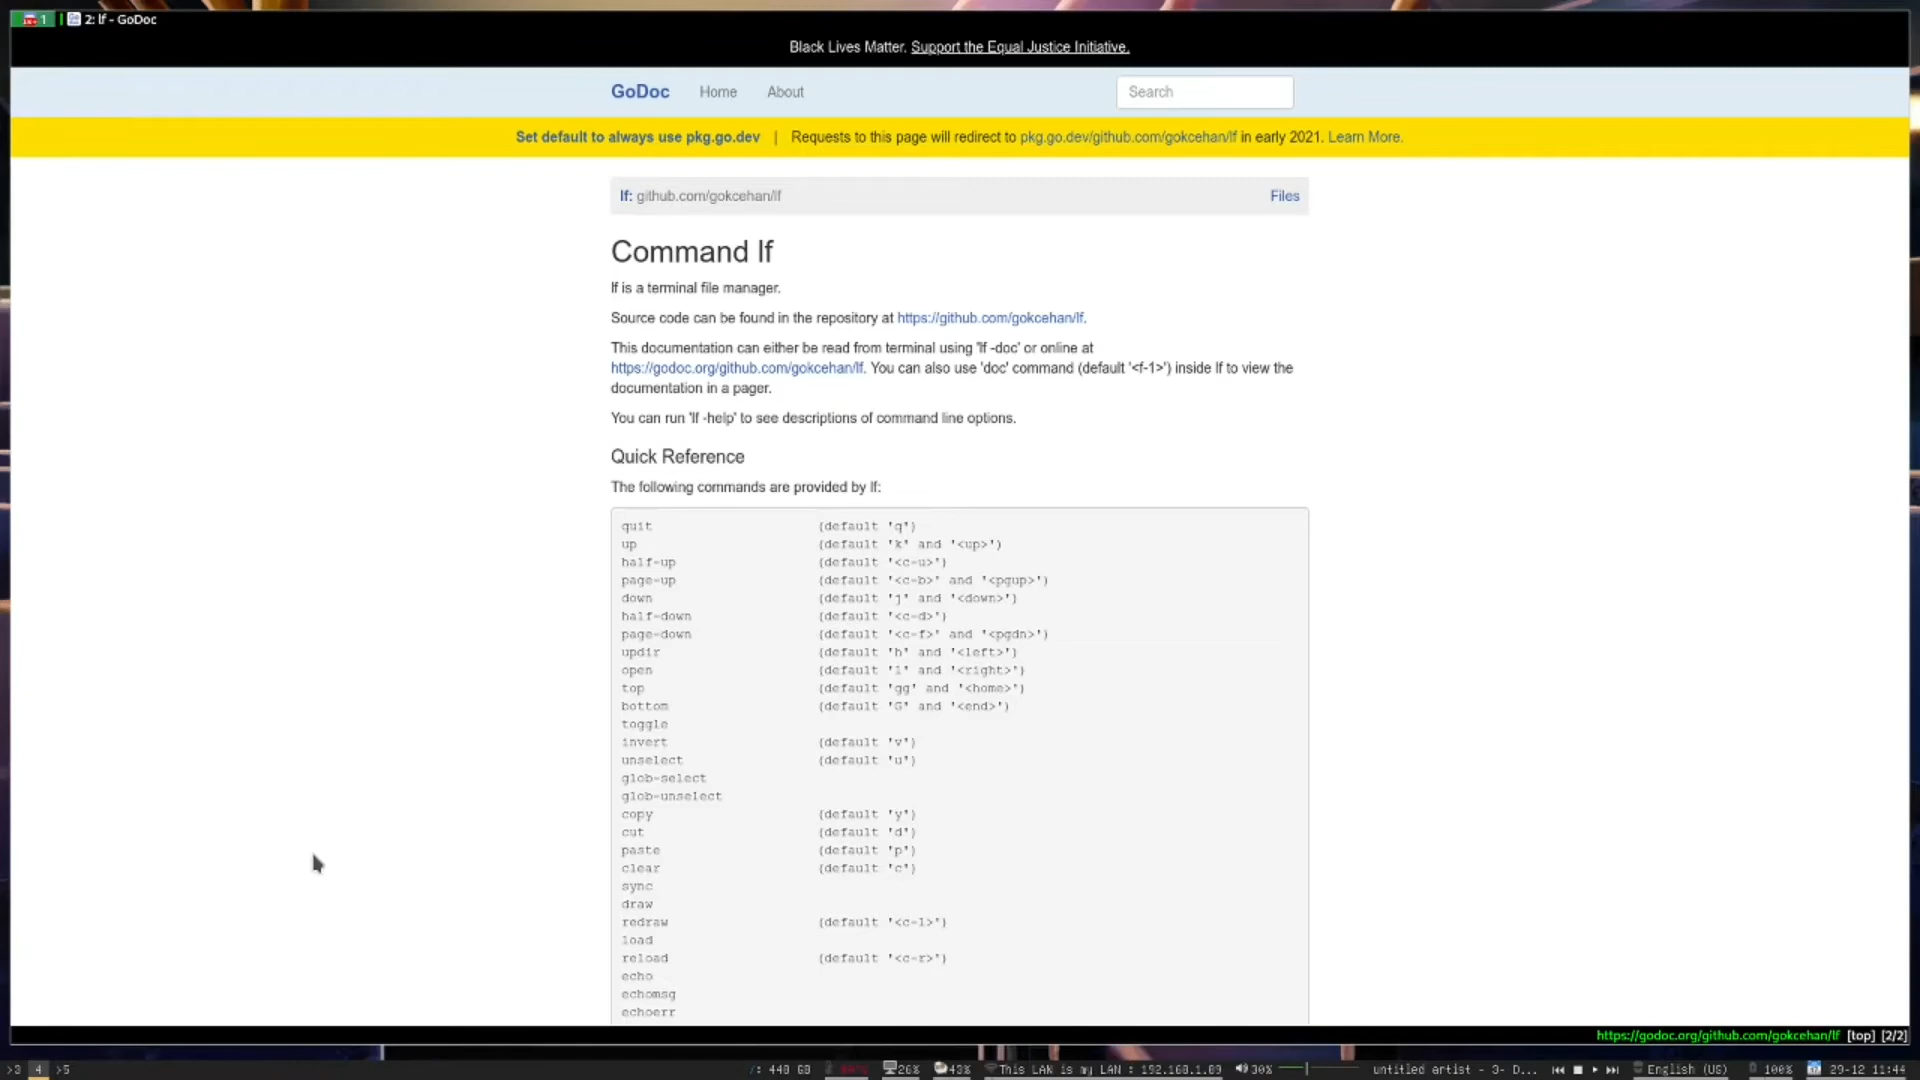 1 2: lf - GoDoc
Black Lives Matter. Support the Equal Justice Initiative.
GoDoc Home About Search
Set default to always use pkg.go.dev | Requests to this page will redirect to pkg.go.dev/github.com/gokcehan/lf in early 2021. Learn More.
lf: github.com/gokcehan/lf Files
Command lf
lf is a terminal file manager.
Source code can be found in the repository at https://github.com/gokcehan/lf.
This documentation can either be read from terminal using 'lf -doc' or online at
https://godoc.org/github.com/gokcehan/lf. You can also use 'doc' command (default '<f-1>') inside lf to view the
documentation in a pager.
You can run 'lf -help' to see descriptions of command line options.
Quick Reference
The following commands are provided by lf:
quit (default 'q')
up (default 'k' and '<up>')
half-up (default '<c-u>')
page-up (default '<c-b>' and '<pgup>')
down (default 'j' and '<down>')
half-down (default '<c-d>')
page-down (default '<c-f>' and '<pgdn>')
updir (default 'h' and '<left>')
open (default 'l' and '<right>')
top (default 'gg' and '<home>')
bottom (default 'G' and '<end>')
toggle
invert (default 'v')
unselect (default 'u')
glob-select
glob-unselect
copy (default 'y')
cut (default 'd')
paste (default 'p')
clear (default 'c')
sync
draw
redraw (default '<c-l>')
load
reload (default '<c-r>')
echo
echomsg
echoerr
https://godoc.org/github.com/gokcehan/lf [top] [2/2]
>3 4 >5 /: 440 GB 26% 43% This LAN is my LAN : 192.168.1.89 30% untitled artist - 3- D... English (US) 100% 29-12 11:44